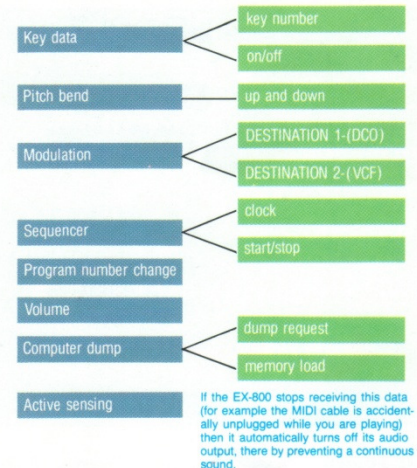 key number
Key data
on/off
Pitch bend
up and down
DESTINATION 1-(DCO)
Modulation
DESTINATION 2-(VCF)
clock
Sequencer
start/stop
Program number change
Volume
dump request
Computer dump
memory load
Active sensing
If the EX-800 stops receiving this data
(for example the MIDI cable is accident-
ally unplugged while you are playing)
then it automatically turns off its audio
output, there by preventing a continuous
sound.